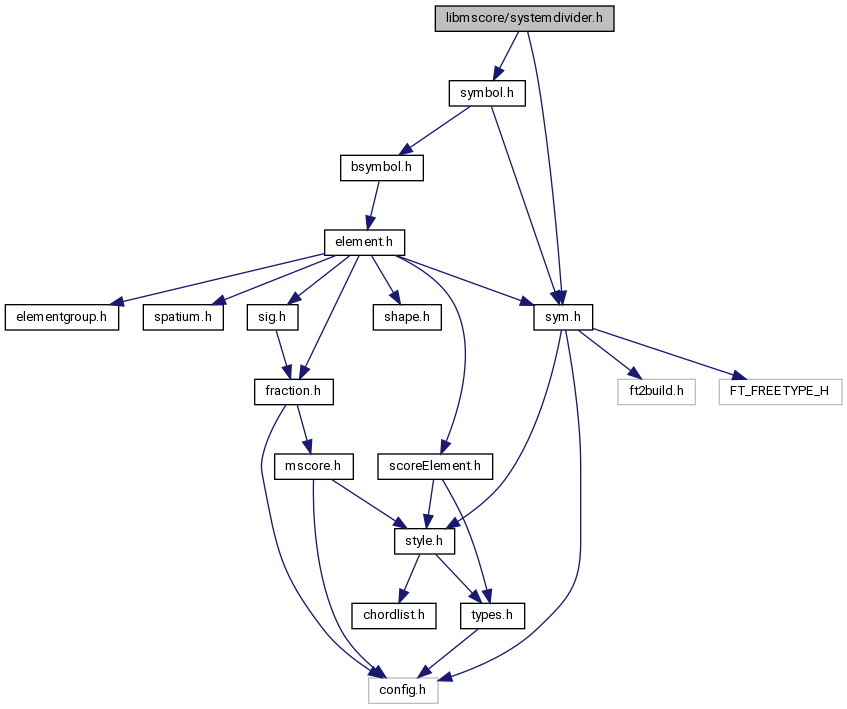 libmscore/systemdivider.h
symbol.h
bsymbol.h
element.h
elementgroup.h
spatium.h
sig.h
shape.h
sym.h
fraction.h
ft2build.h
FT_FREETYPE_H
mscore.h
scoreElement.h
style.h
chordlist.h
types.h
config.h